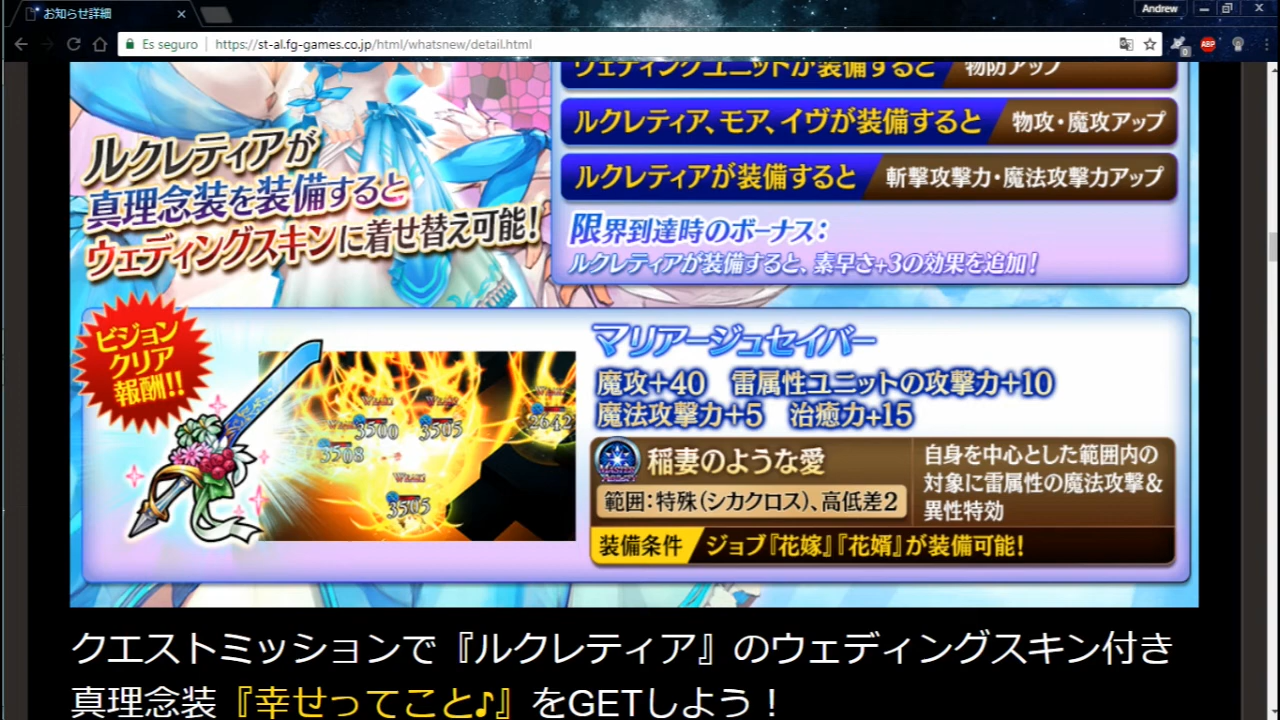 お知らせ詳細
Andrew
Es seguro
https://st-al.fg-games.co.jp/html/whatsnew/detail.html
0
ABP
ウェディングユニットが装備すると 物防アップ
ルクレティア、モア、イヴが装備すると 物攻・魔攻アップ
ルクレティアが装備すると 斬撃攻撃力・魔法攻撃力アップ
限界到達時のボーナス:
ルクレティアが装備すると、素早さ+3の効果を追加!
ルクレティアが
真理念装を装備すると
ウェディングスキンに着せ替え可能!
ビジョン
クリア
報酬!!
WEAK
3500
3505
2642
3508
WEAK
3505
マリアージュセイバー
魔攻+40 雷属性ユニットの攻撃力+10
魔法攻撃力+5 治癒力+15
稲妻のような愛
範囲:特殊(シカクロス)、高低差2
自身を中心とした範囲内の
対象に雷属性の魔法攻撃&
異性特効
装備条件 ジョブ『花嫁』『花婿』が装備可能!
クエストミッションで『ルクレティア』のウェディングスキン付き
真理念装『幸せってこと♪』をGETしよう!